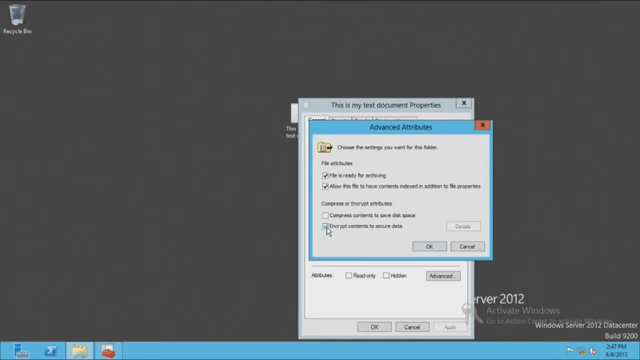 Recycle Bin
This is my text document Properties
Advanced Attributes
Choose the settings you want for this folder.
File attributes
File is ready for archiving
Allow this file to have contents indexed in addition to file properties
Compress or Encrypt attributes
Compress contents to save disk space
Encrypt contents to secure data
Details
OK
Cancel
Attributes:
Read-only
Hidden
Advanced...
OK
Cancel
Apply
erver 2012
Activate Windows
Go to Action Center to activate Windows.
Windows Server 2012 Datacenter
Build 9200
2:47 PM